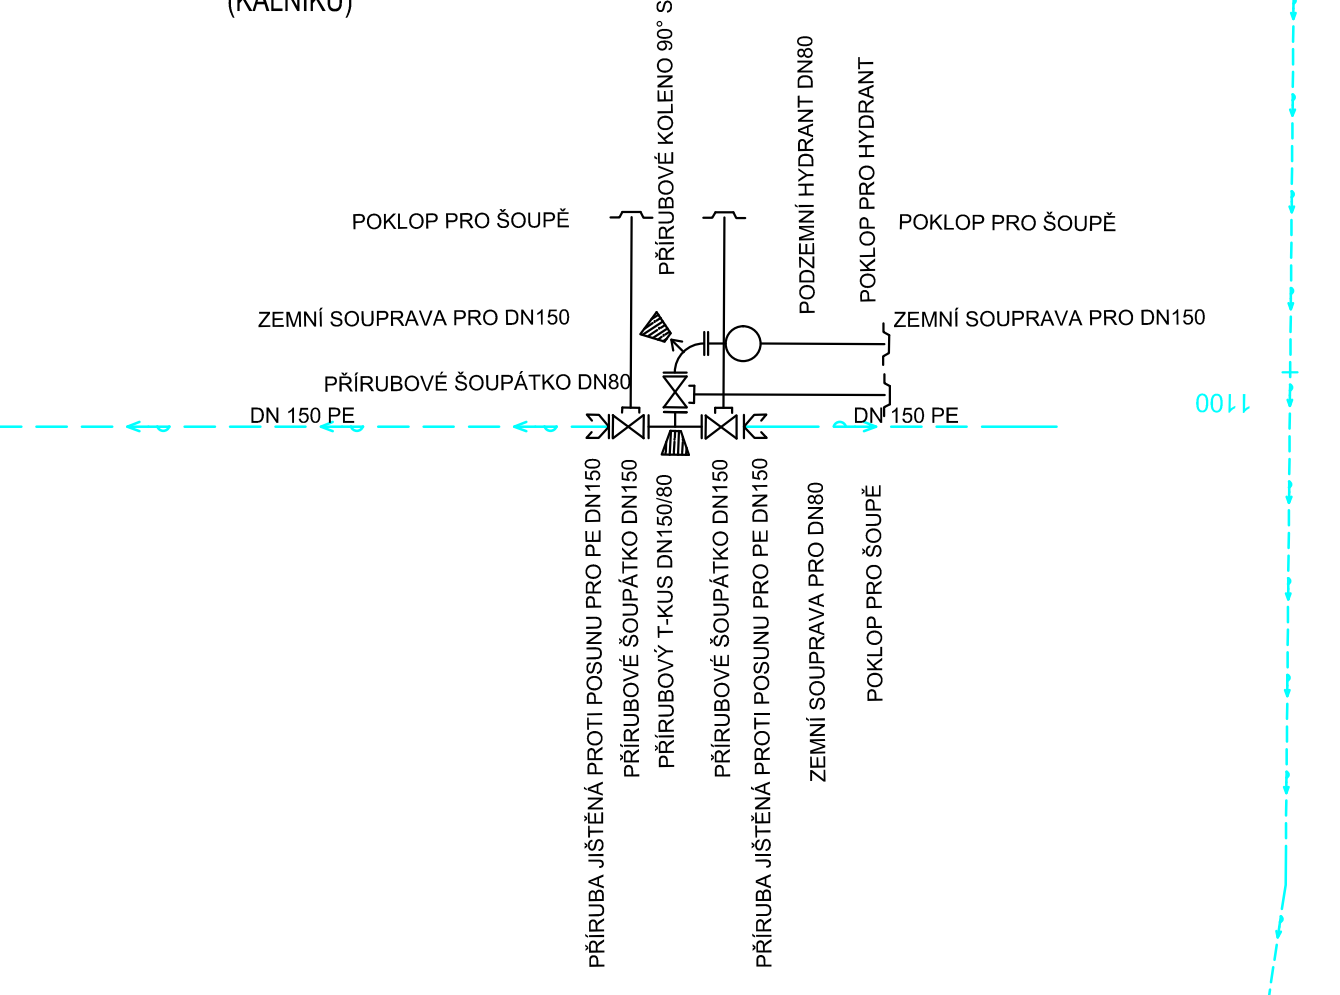 (KALNÍKU)
PŘÍRUBOVÉ KOLENO 90° S
PODZEMNÍ HYDRANT DN80
POKLOP PRO HYDRANT
POKLOP PRO ŠOUPĚ
POKLOP PRO ŠOUPĚ
ZEMNÍ SOUPRAVA PRO DN150
ZEMNÍ SOUPRAVA PRO DN150
PŘÍRUBOVÉ ŠOUPÁTKO DN80
DN 150 PE
DN 150 PE
1100
PŘÍRUBA JIŠTĚNÁ PROTI POSUNU PRO PE DN150
PŘÍRUBOVÉ ŠOUPÁTKO DN150
PŘÍRUBOVÝ T-KUS DN150/80
PŘÍRUBOVÉ ŠOUPÁTKO DN150
PŘÍRUBA JIŠTĚNÁ PROTI POSUNU PRO PE DN150
ZEMNÍ SOUPRAVA PRO DN80
POKLOP PRO ŠOUPĚ